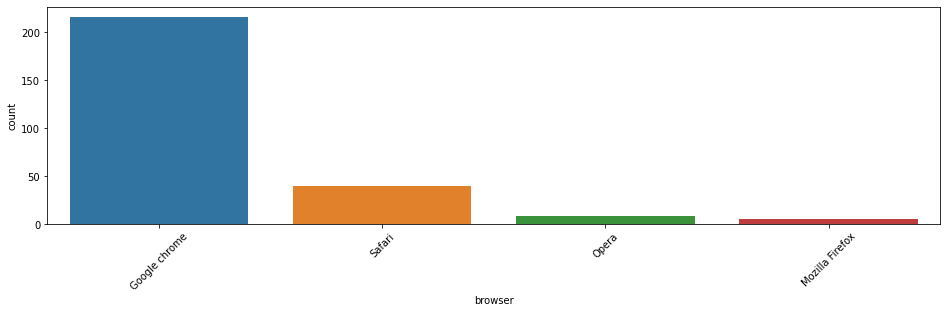 count
200
150
100
50
0
Google chrome
Safari
Opera
Mozilla Firefox
browser